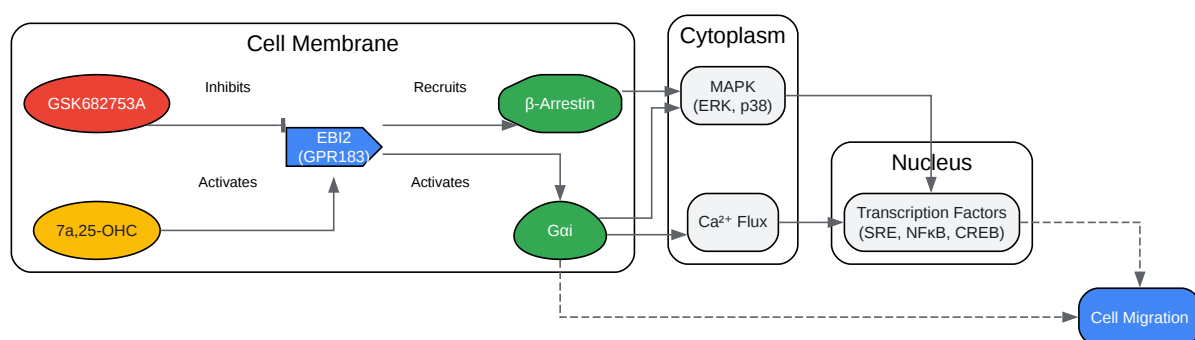 Cell Membrane
Cytoplasm
GSK682753A
Inhibits
Recruits
β-Arrestin
MAPK
(ERK, p38)
EBI2
(GPR183)
Nucleus
Activates
Activates
7a,25-OHC
Gαi
Ca²⁺ Flux
Transcription Factors
(SRE, NFκB, CREB)
Cell Migration